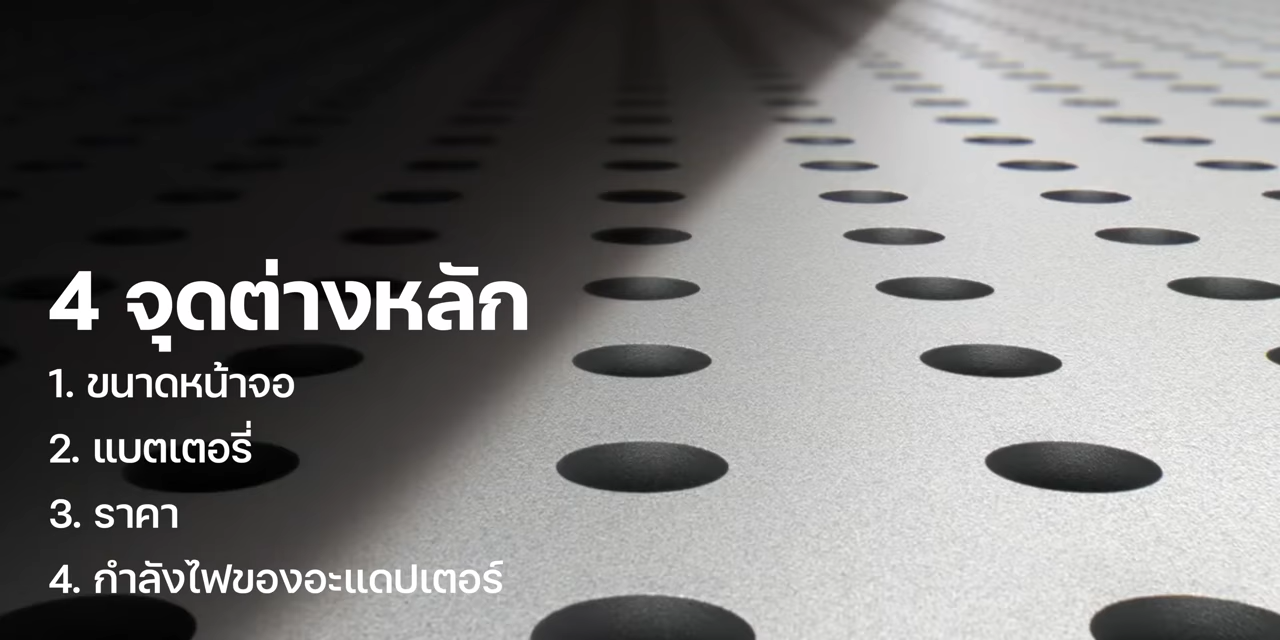 4 จุดต่างหลัก
1. ขนาดหน้าจอ
2. แบตเตอรี่
3. ราคา
4. กำลังไฟของอะแดปเตอร์